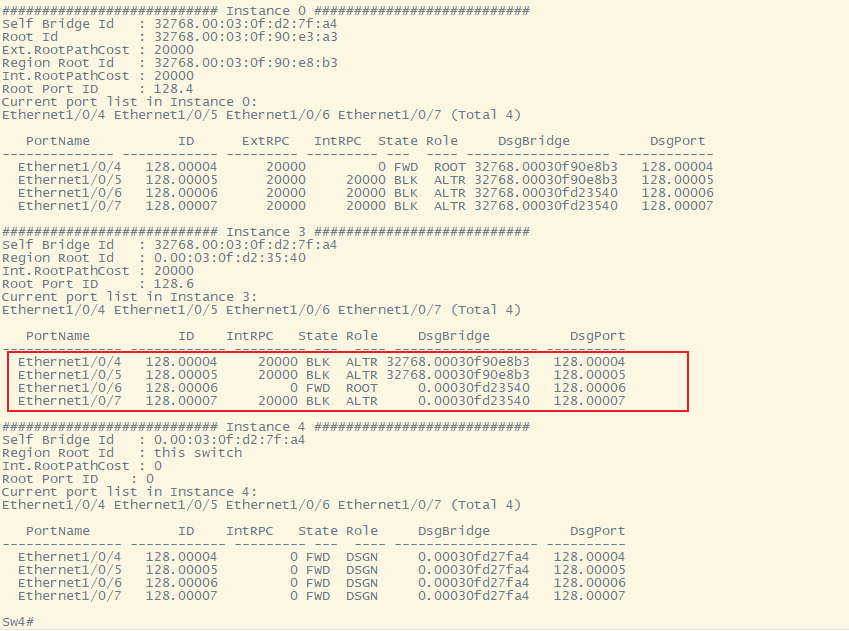 ########################### Instance 0 ###########################
Self Bridge Id   : 32768.00:03:0f:d2:7f:a4
Root Id          : 32768.00:03:0f:90:e3:a3
Ext.RootPathCost : 20000
Region Root Id   : 32768.00:03:0f:90:e8:b3
Int.RootPathCost : 20000
Root Port ID     : 128.4
Current port list in Instance 0:
Ethernet1/0/4 Ethernet1/0/5 Ethernet1/0/6 Ethernet1/0/7 (Total 4)
   PortName           ID      ExtRPC   IntRPC  State Role     DsgBridge          DsgPort
-------------- ------------ --------- --------- ---  ---- ------------------ ------------
  Ethernet1/0/4   128.00004      20000         0 FWD  ROOT 32768.00030f90e8b3   128.00004
  Ethernet1/0/5   128.00005      20000     20000 BLK  ALTR 32768.00030f90e8b3   128.00005
  Ethernet1/0/6   128.00006      20000     20000 BLK  ALTR 32768.00030fd23540   128.00006
  Ethernet1/0/7   128.00007      20000     20000 BLK  ALTR 32768.00030fd23540   128.00007
########################### Instance 3 ###########################
Self Bridge Id   : 32768.00:03:0f:d2:7f:a4
Region Root Id   : 0.00:03:0f:d2:35:40
Int.RootPathCost : 20000
Root Port ID     : 128.6
Current port list in Instance 3:
Ethernet1/0/4 Ethernet1/0/5 Ethernet1/0/6 Ethernet1/0/7 (Total 4)
   PortName           ID    IntRPC   State Role     DsgBridge          DsgPort
--------------- ------------ --------- ---  ---- ------------------ ----------
  Ethernet1/0/4   128.00004     20000 BLK  ALTR 32768.00030f90e8b3   128.00004
  Ethernet1/0/5   128.00005     20000 BLK  ALTR 32768.00030f90e8b3   128.00005
  Ethernet1/0/6   128.00006         0 FWD  ROOT     0.00030fd23540   128.00006
  Ethernet1/0/7   128.00007     20000 BLK  ALTR     0.00030fd23540   128.00007
########################### Instance 4 ###########################
Self Bridge Id   : 0.00:03:0f:d2:7f:a4
Region Root Id   : this switch
Int.RootPathCost : 0
Root Port ID    : 0
Current port list in Instance 4:
Ethernet1/0/4 Ethernet1/0/5 Ethernet1/0/6 Ethernet1/0/7 (Total 4)
   PortName           ID    IntRPC   State Role     DsgBridge          DsgPort
--------------- ------------ --------- ---  ---- ------------------ ----------
  Ethernet1/0/4   128.00004         0 FWD  DSGN     0.00030fd27fa4   128.00004
  Ethernet1/0/5   128.00005         0 FWD  DSGN     0.00030fd27fa4   128.00005
  Ethernet1/0/6   128.00006         0 FWD  DSGN     0.00030fd27fa4   128.00006
  Ethernet1/0/7   128.00007         0 FWD  DSGN     0.00030fd27fa4   128.00007
Sw4#